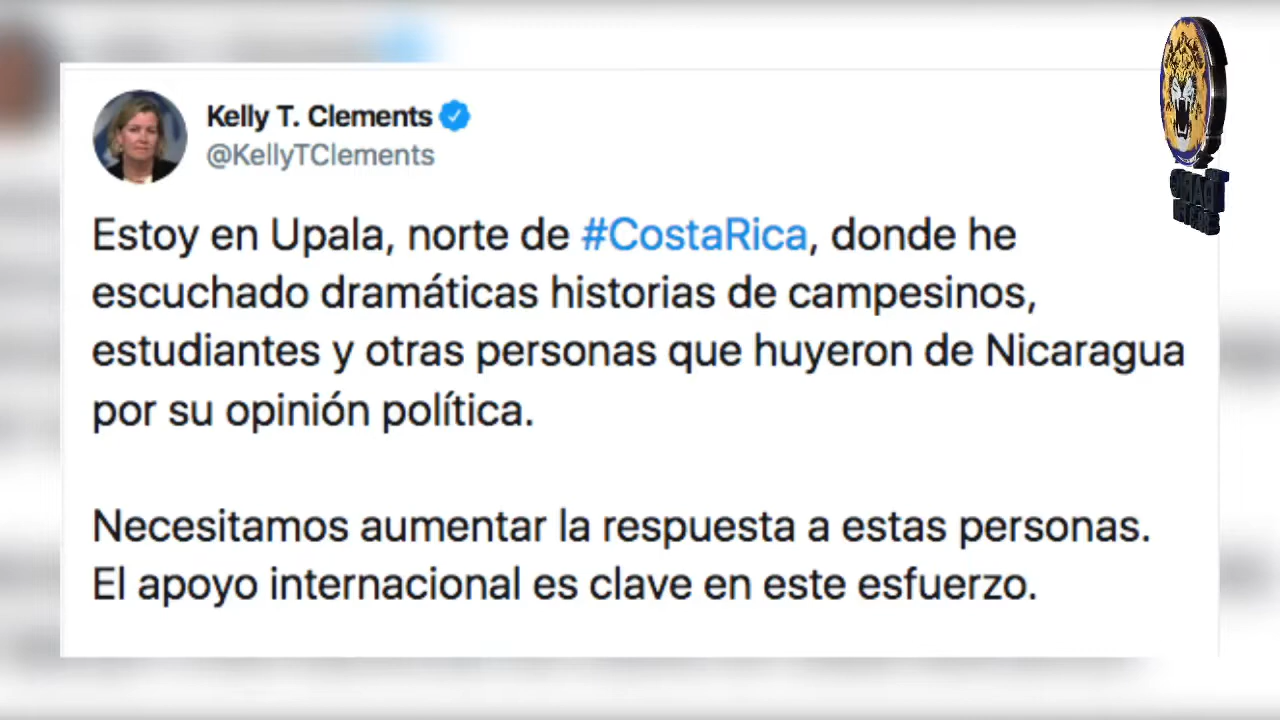 Kelly T. Clements
@KellyTClements
Estoy en Upala, norte de #CostaRica, donde he
escuchado dramáticas historias de campesinos,
estudiantes y otras personas que huyeron de Nicaragua
por su opinión política.
Necesitamos aumentar la respuesta a estas personas.
El apoyo internacional es clave en este esfuerzo.